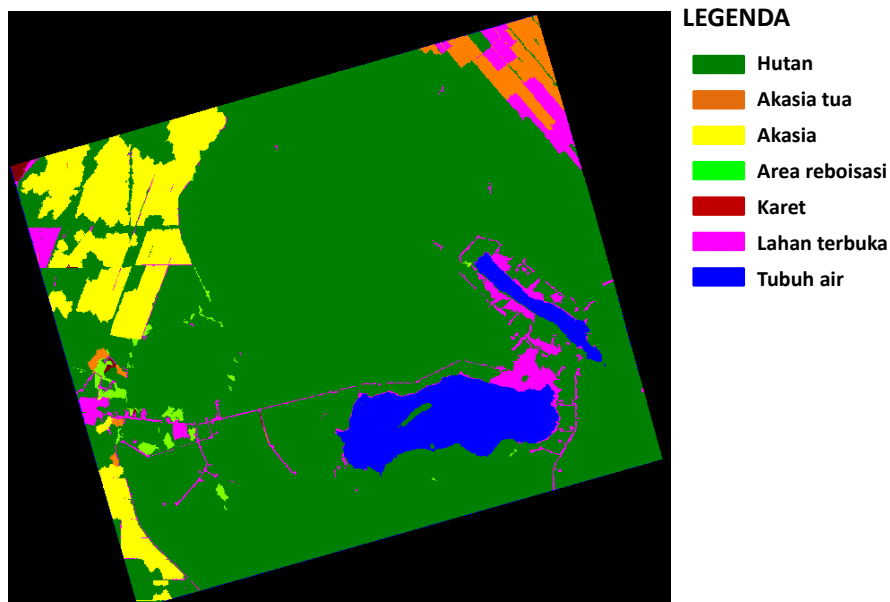 LEGENDA
Hutan
Akasia tua
Akasia
Area reboisasi
Karet
Lahan terbuka
Tubuh air